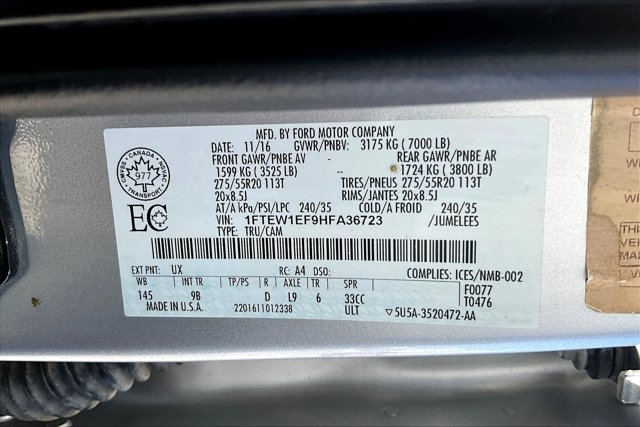 MFD. BY FORD MOTOR COMPANY
DATE: 11/16 GVWR/PNBV: 3175 KG ( 7000 LB)
FRONT GAWR/PNBE AV REAR GAWR/PNBE AR
1599 KG ( 3525 LB) 1724 KG ( 3800 LB)
275/55R20 113T TIRES/PNEUS 275/55R20 113T
20x8.5J RIMS/JANTES 20x8.5J
AT/A kPa/PSI/LPC 240/35 COLD/A FROID 240/35
VIN: 1FTEW1EF9HFA36723 /JUMELEES
TYPE: TRU/CAM
CANADA
977
TRANSPORT
EC
EXT PNT: UX RC: A4 DSO: COMPLIES: ICES/NMB-002
WB INT TR TP/PS R AXLE TR SPR F0077
145 9B D L9 6 33CC T0476
MADE IN U.S.A. 2201611012338 ULT ▽5U5A-3520472-AA